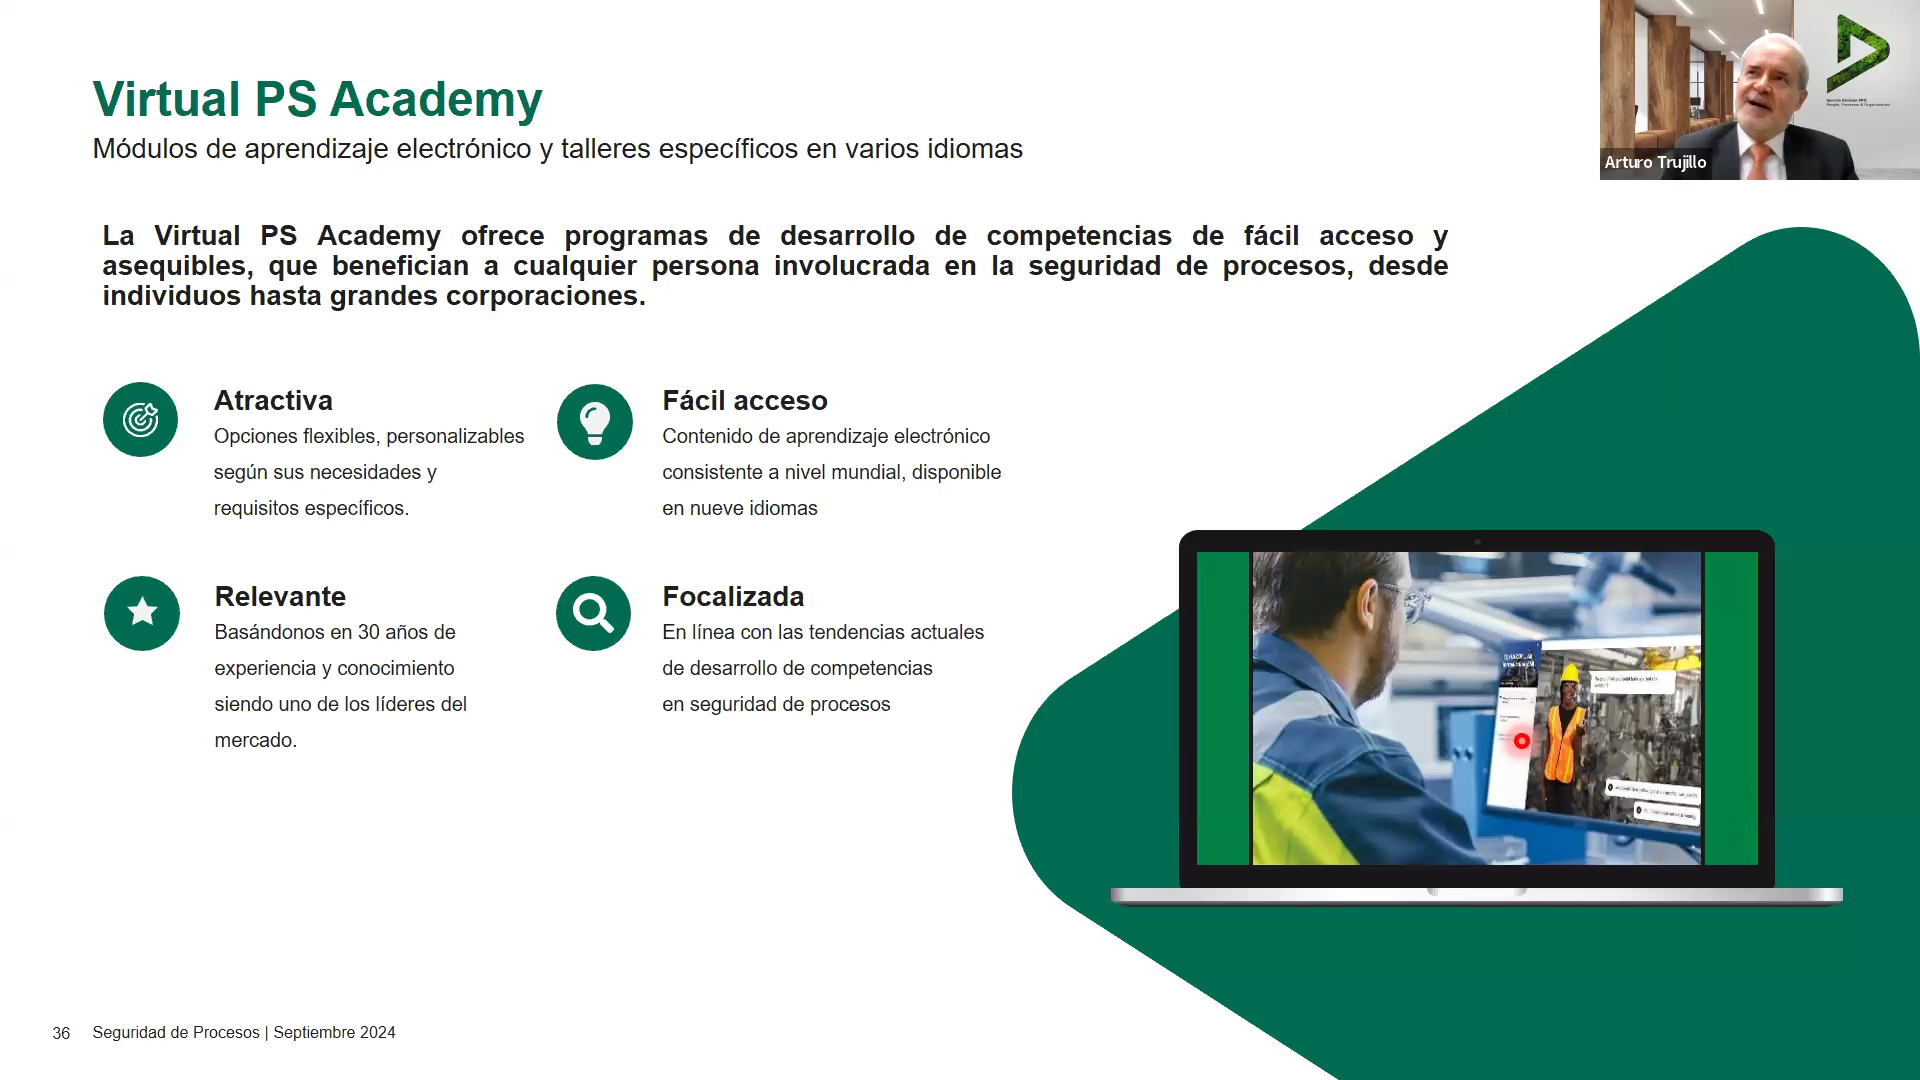 Virtual PS Academy
Módulos de aprendizaje electrónico y talleres específicos en varios idiomas
Arturo Trujillo
La Virtual PS Academy ofrece programas de desarrollo de competencias de fácil acceso y
asequibles, que benefician a cualquier persona involucrada en la seguridad de procesos, desde
individuos hasta grandes corporaciones.
Atractiva
Opciones flexibles, personalizables
según sus necesidades y
requisitos específicos.
Fácil acceso
Contenido de aprendizaje electrónico
consistente a nivel mundial, disponible
en nueve idiomas
Relevante
Basándonos en 30 años de
experiencia y conocimiento
siendo uno de los líderes del
mercado.
Focalizada
En línea con las tendencias actuales
de desarrollo de competencias
en seguridad de procesos
36 Seguridad de Procesos | Septiembre 2024